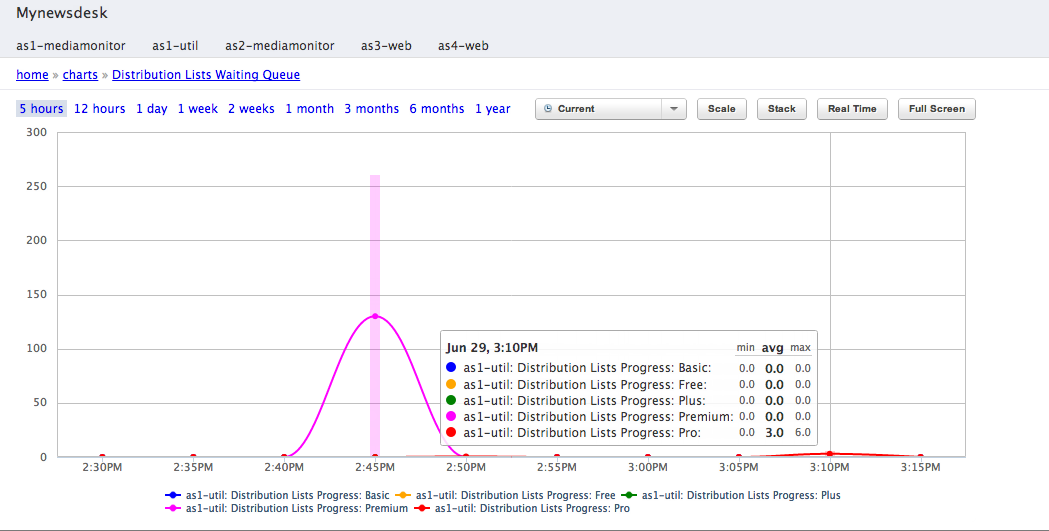 Mynewsdesk
as1-mediamonitor as1-util as2-mediamonitor as3-web as4-web
home » charts » Distribution Lists Waiting Queue
5 hours 12 hours 1 day 1 week 2 weeks 1 month 3 months 6 months 1 year Current Scale Stack Real Time Full Screen
300
250
200
150
100
50
0
Jun 29, 3:10PM min avg max
as1-util: Distribution Lists Progress: Basic: 0.0 0.0 0.0
as1-util: Distribution Lists Progress: Free: 0.0 0.0 0.0
as1-util: Distribution Lists Progress: Plus: 0.0 0.0 0.0
as1-util: Distribution Lists Progress: Premium: 0.0 0.0 0.0
as1-util: Distribution Lists Progress: Pro: 0.0 3.0 6.0
2:30PM 2:35PM 2:40PM 2:45PM 2:50PM 2:55PM 3:00PM 3:05PM 3:10PM 3:15PM
as1-util: Distribution Lists Progress: Basic as1-util: Distribution Lists Progress: Free as1-util: Distribution Lists Progress: Plus
as1-util: Distribution Lists Progress: Premium as1-util: Distribution Lists Progress: Pro